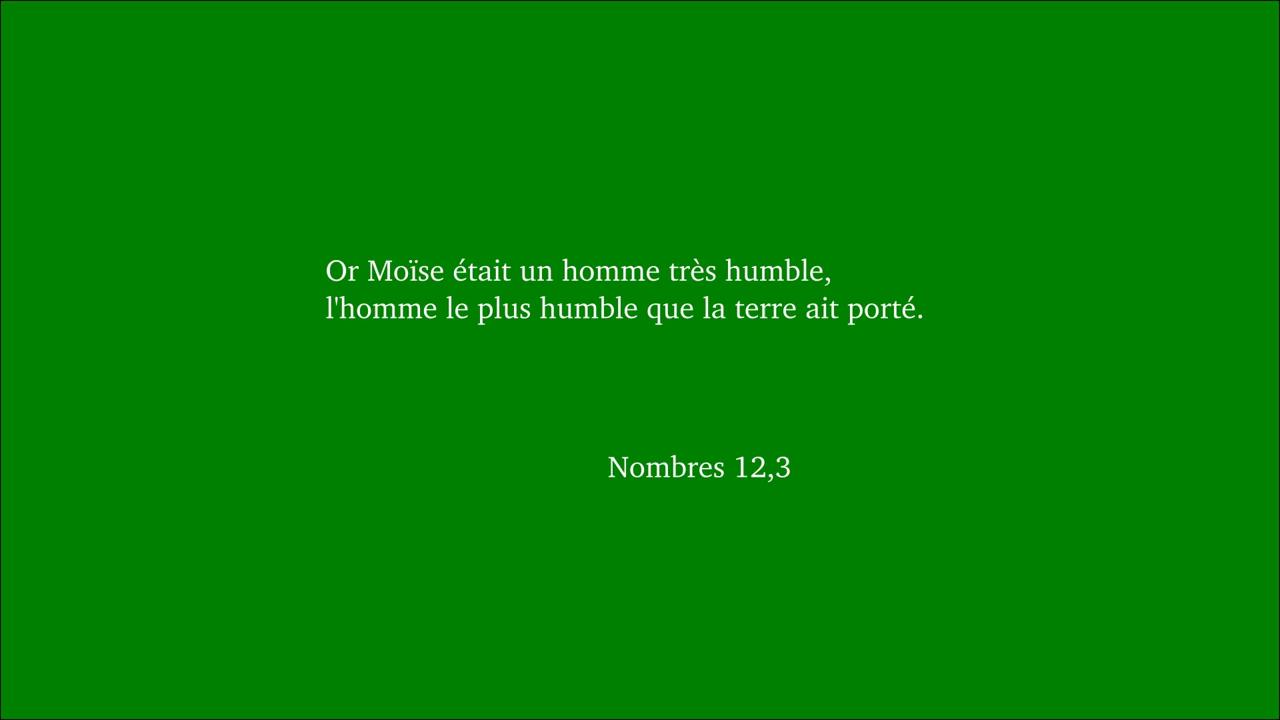 Or Moïse était un homme très humble,
l'homme le plus humble que la terre ait porté.
Nombres 12,3